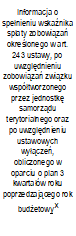 Informacja o
spełnieniu wskaźnika
spłaty zobowiązań
określonego w art.
243 ustawy, po
uwzględnieniu
zobowiązań związku
współtworzonego
przez jednostkę
samorządu
terytorialnego oraz
po uwzględnieniu
ustawowych
wyłączeń,
obliczonego w
oparciu o plan 3
kwartałów roku
poprzedzającego rok
budżetowy x